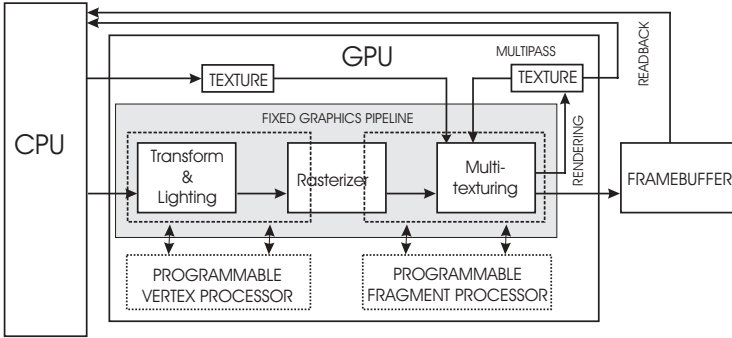 GPU
MULTIPASS
READBACK
TEXTURE
TEXTURE
FIXED GRAPHICS PIPELINE
CPU
Transform
&
Lighting
Rasterizer
Multi-
texturing
RENDERING
FRAMEBUFFER
PROGRAMMABLE
VERTEX PROCESSOR
PROGRAMMABLE
FRAGMENT PROCESSOR